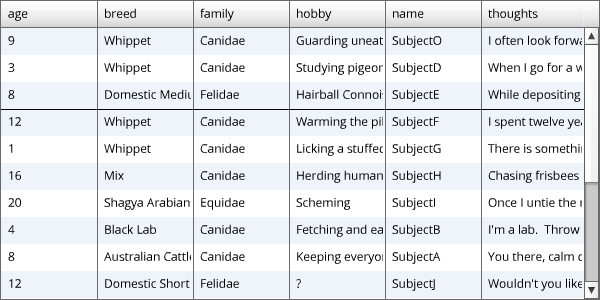 age breed family hobby name thoughts
9 Whippet Canidae Guarding uneat SubjectO I often look forwa
3 Whippet Canidae Studying pigeor SubjectD When I go for a w
8 Domestic Mediu Felidae Hairball Connoi SubjectE While depositing
12 Whippet Canidae Warming the pil SubjectF I spent twelve yea
1 Whippet Canidae Licking a stuffed SubjectG There is somethi
16 Mix Canidae Herding human SubjectH Chasing frisbees
20 Shagya Arabian Equidae Scheming SubjectI Once I untie the
4 Black Lab Canidae Fetching and ea SubjectB I'm a lab. Throw
8 Australian Cattl Canidae Keeping everyo SubjectA You there, calm d
12 Domestic Short Felidae ? SubjectJ Wouldn't you like